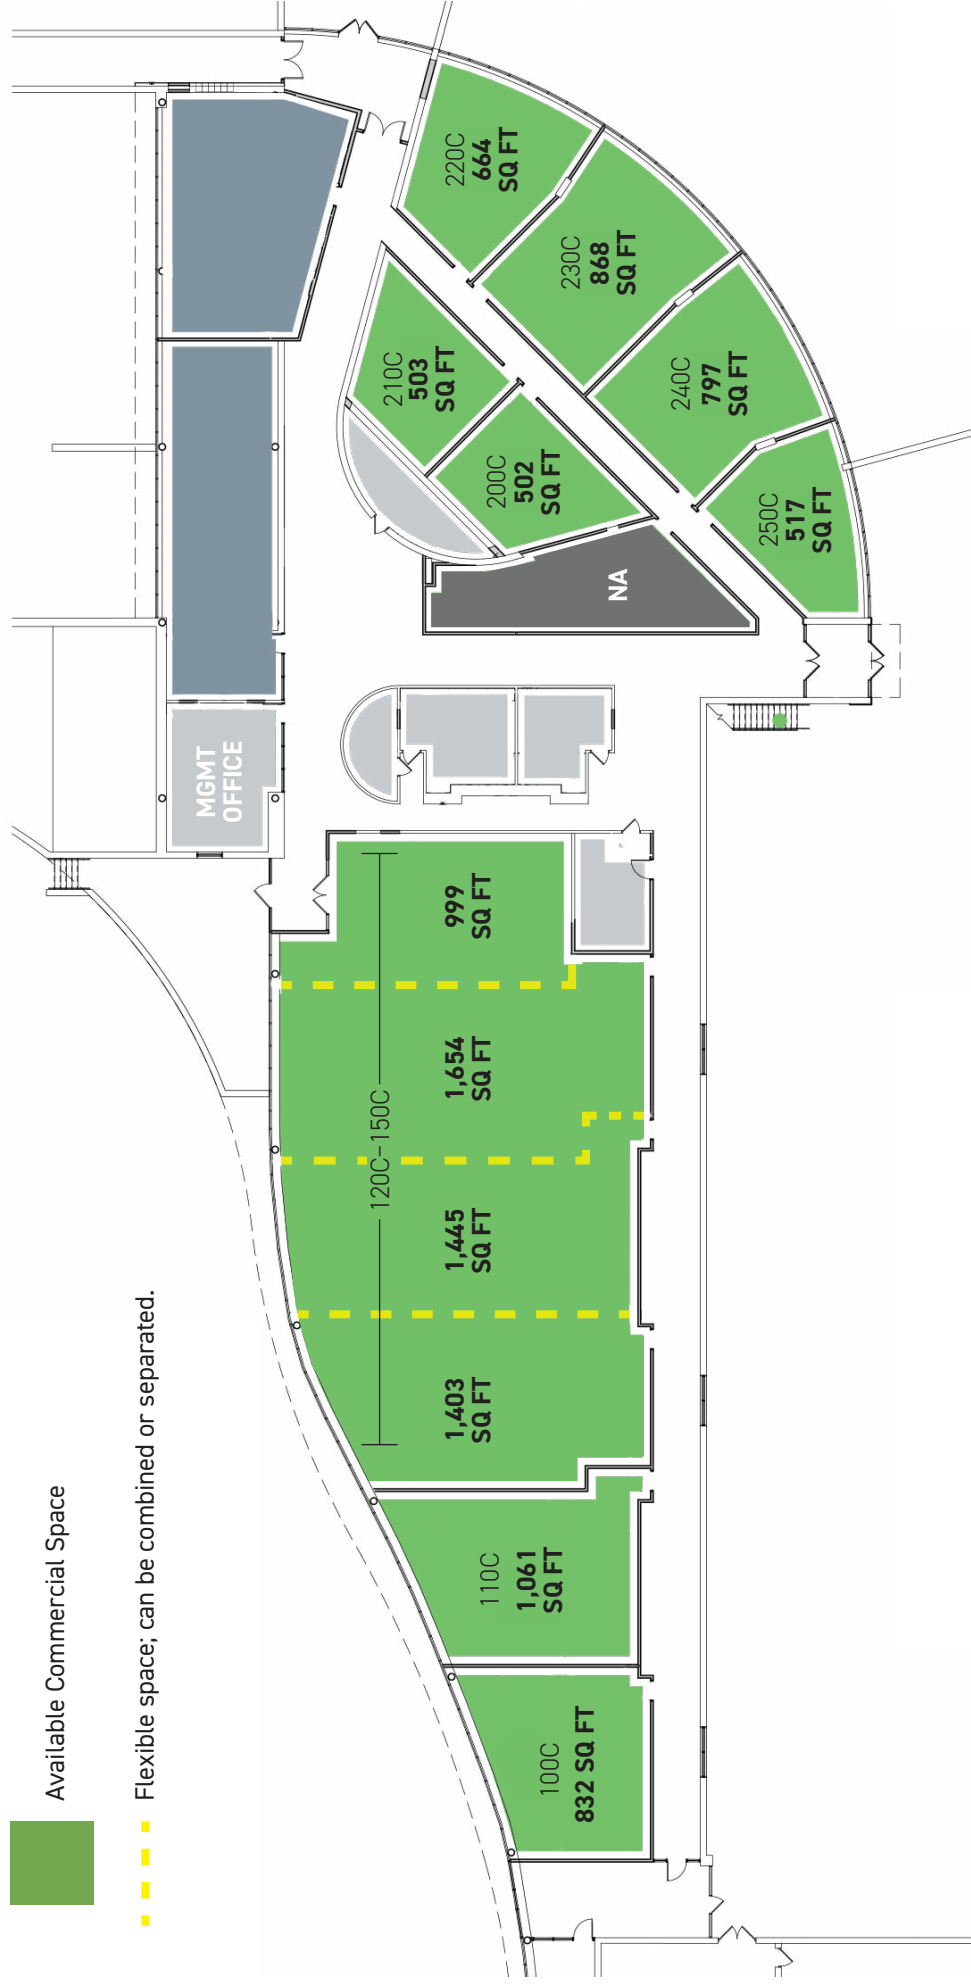 Available Commercial Space
Flexible space; can be combined or separated.
MGMT
OFFICE
100C
832 SQ FT
110C
1,061
SQ FT
120C–150C
1,403
SQ FT
1,445
SQ FT
1,654
SQ FT
999
SQ FT
NA
200C
502
SQ FT
210C
503
SQ FT
220C
664
SQ FT
230C
868
SQ FT
240C
797
SQ FT
250C
517
SQ FT